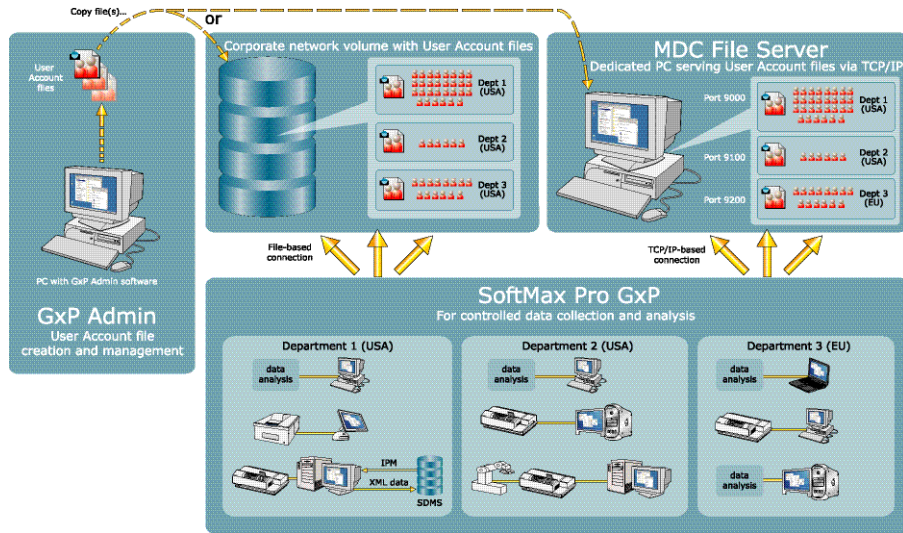 Copy file(s)...
or
User
Account
files
PC with GxP Admin software
GxP Admin
User Account file
creation and management
Corporate network volume with User Account files
Dept 1
(USA)
Dept 2
(USA)
Dept 3
(USA)
MDC File Server
Dedicated PC serving User Account files via TCP/IP
Port 9000
Dept 1
(USA)
Port 9100
Dept 2
(USA)
Port 9200
Dept 3
(EU)
File-based
connection
TCP/IP-based
connection
SoftMax Pro GxP
For controlled data collection and analysis
Department 1 (USA)
data
analysis
IPM
XML data
SDMS
Department 2 (USA)
data
analysis
Department 3 (EU)
data
analysis
data
analysis